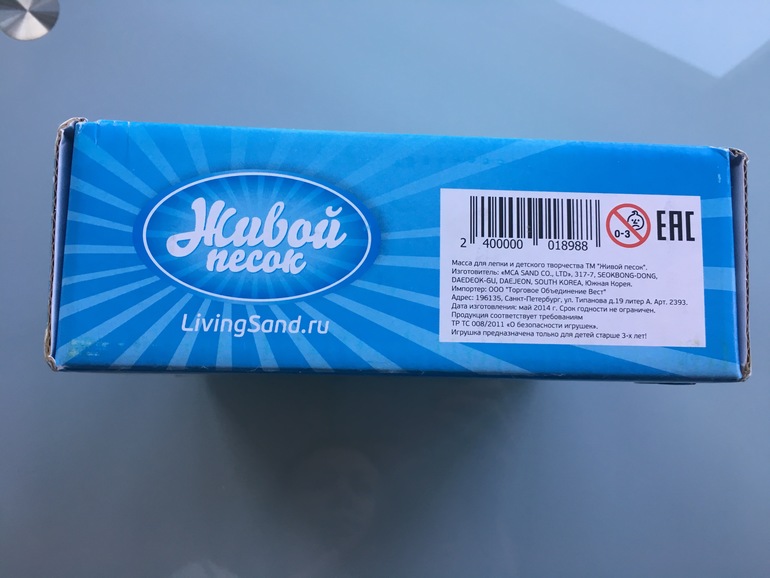 Живой
песок
LivingSand.ru
2 400000 018988
0-3
EAC
Масса для лепки и детского творчества ТМ "Живой песок".
Изготовитель: «MCA SAND CO., LTD», 317-7, SEOKBONG-DONG,
DAEDEOK-GU, DAEJEON, SOUTH KOREA, Южная Корея.
Импортер: ООО "Торговое Объединение Вест"
Адрес: 196135, Санкт-Петербург, ул. Типанова д.19 литер А, Арт. 2393.
Дата изготовления: май 2014 г. Срок годности не ограничен.
Продукция соответствует требованиям
ТР ТС 008/2011 «О безопасности игрушек».
Игрушка предназначена только для детей старше 3-х лет!